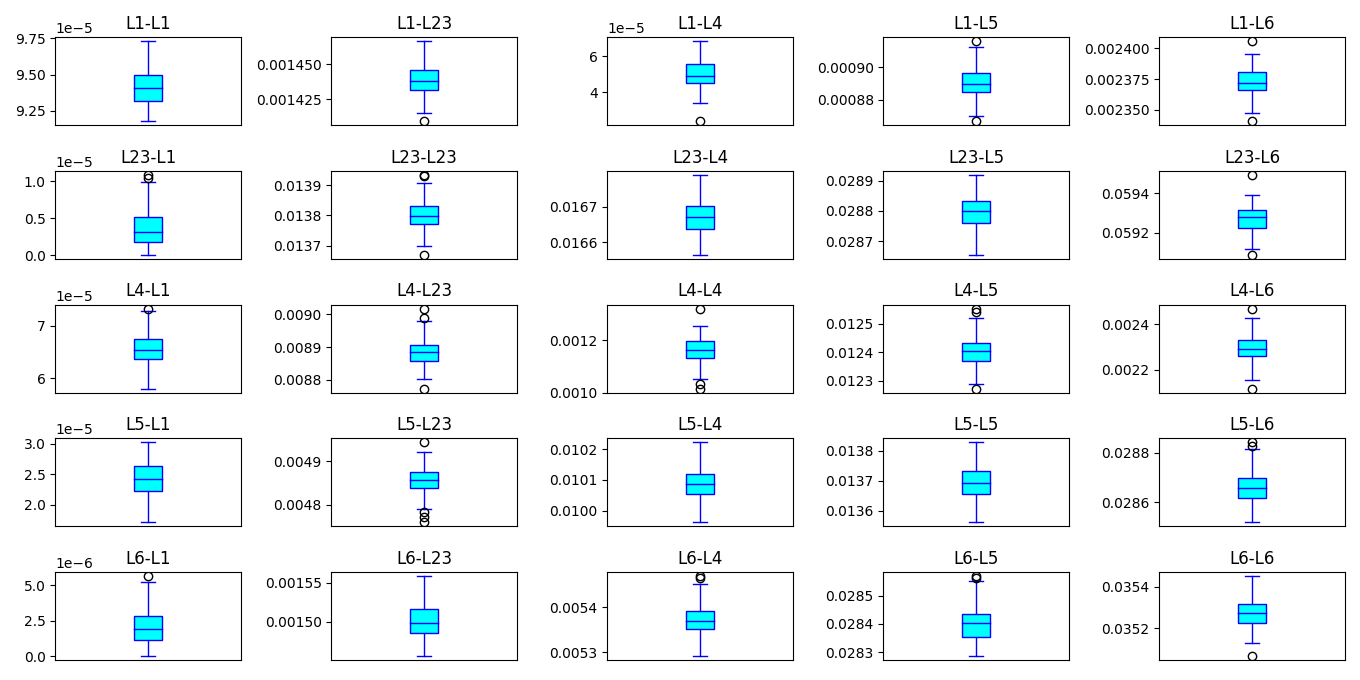 L1-L1 L1-L23 L1-L4 L1-L5 L1-L6
1e−5 1e−5
9.75 9.50 9.25
0.001450 0.001425
6 4
0.00090 0.00088
0.002400 0.002375 0.002350
L23-L1 L23-L23 L23-L4 L23-L5 L23-L6
1e−5
1.0 0.5 0.0
0.0139 0.0138 0.0137
0.0167 0.0166
0.0289 0.0288 0.0287
0.0594 0.0592
L4-L1 L4-L23 L4-L4 L4-L5 L4-L6
1e−5
7 6
0.0090 0.0089 0.0088
0.0012 0.0010
0.0125 0.0124 0.0123
0.0024 0.0022
L5-L1 L5-L23 L5-L4 L5-L5 L5-L6
1e−5
3.0 2.5 2.0
0.0049 0.0048
0.0102 0.0101 0.0100
0.0138 0.0137 0.0136
0.0288 0.0286
L6-L1 L6-L23 L6-L4 L6-L5 L6-L6
1e−6
5.0 2.5 0.0
0.00155 0.00150
0.0054 0.0053
0.0285 0.0284 0.0283
0.0354 0.0352